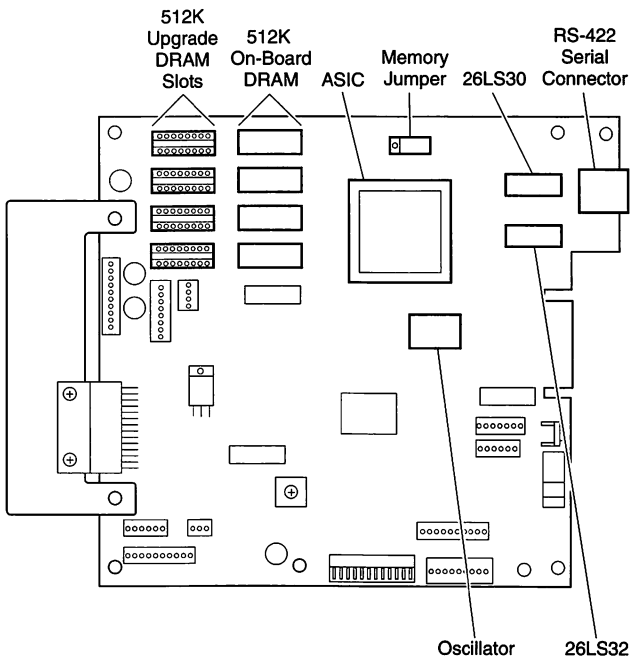 512K
Upgrade
DRAM
Slots
512K
On-Board
DRAM
ASIC
Memory
Jumper
26LS30
RS-422
Serial
Connector
Oscillator
26LS32